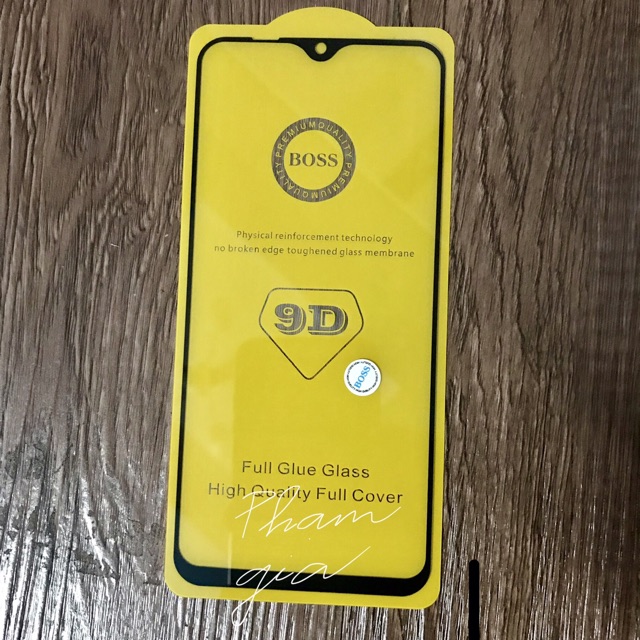 PREMIUM QUALITY
BOSS
PREMIUM QUALITY
Physical reinforcement technology
no broken edge toughened glass membrane
9D
BOSS
Full Glue Glass
High Quality Full Cover
Pham
gia